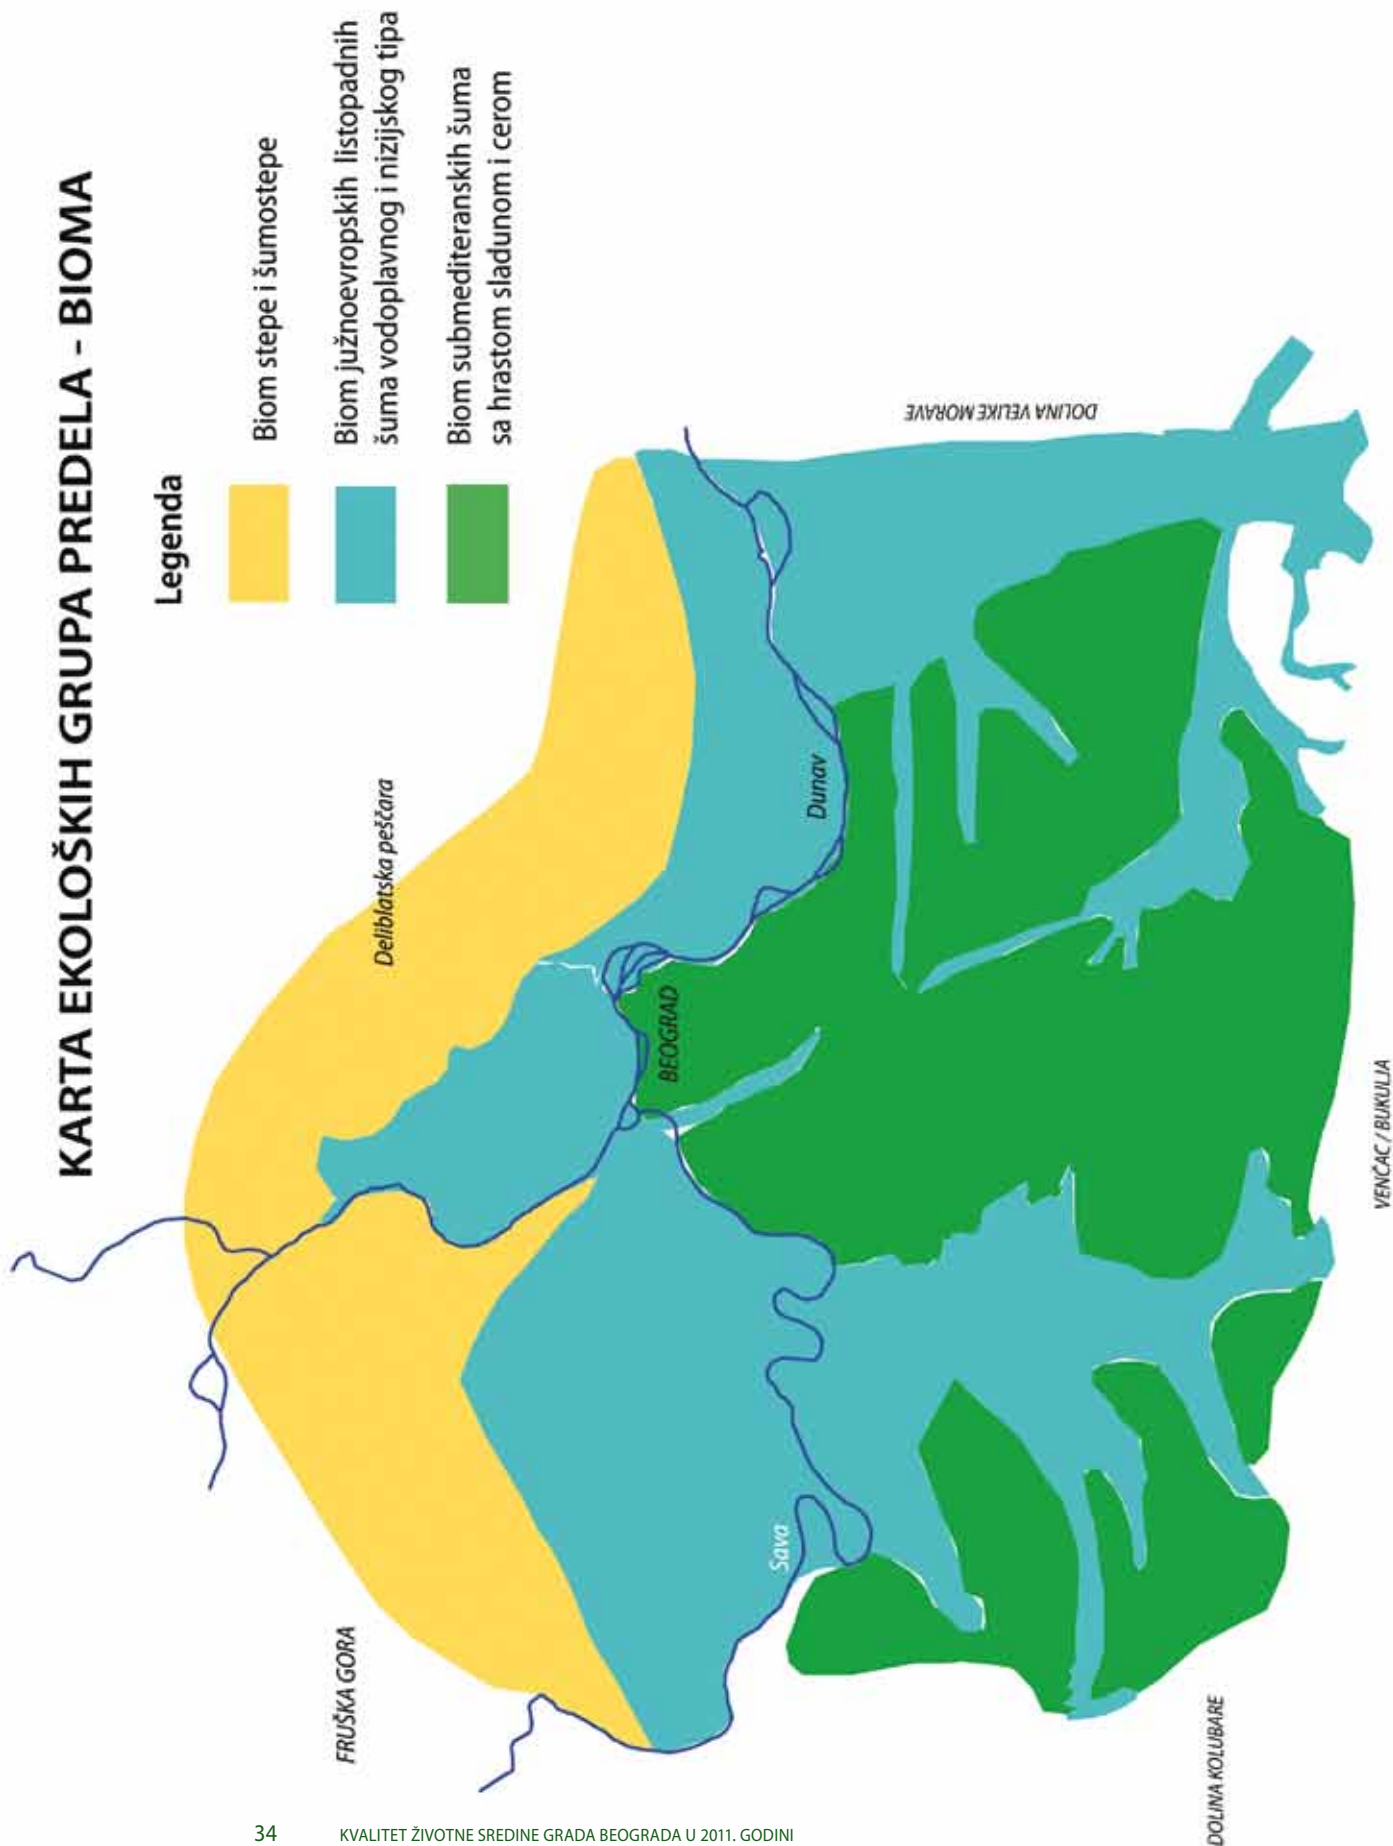 KARTA EKOLOŠKIH GRUPA PREDELA - BIOMA
Legenda
Biom stepe i šumostepe
Biom južnoevropskih listopadnih
šuma vodoplavnog i nizijskog tipa
Biom submediteranskih šuma
sa hrastom sladunom i cerom
FRUŠKA GORA
Deliblatska peščara
BEOGRAD
Sava
Dunav
DOLINA VELIKE MORAVE
DOLINA KOLUBARE
VENČAC / BUKULJA
34 KVALITET ŽIVOTNE SREDINE GRADA BEOGRADA U 2011. GODINI